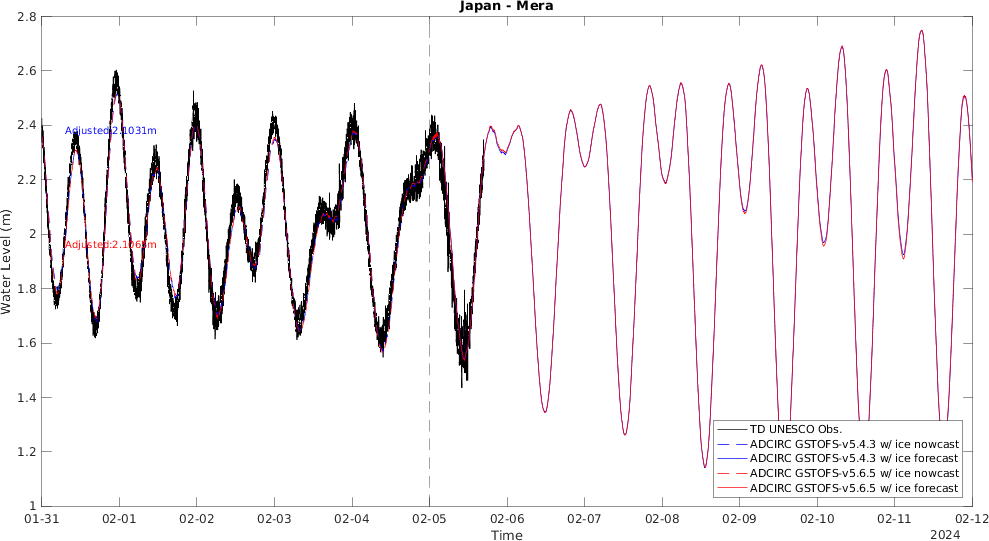 Japan - Mera
2.8
2.6
2.4
2.2
2
1.8
1.6
1.4
1.2
1
Water Level (m)
Adjusted:2.1031m
Adjusted:2.1065m
TD UNESCO Obs.
ADCIRC GSTOFS-v5.4.3 w/ ice nowcast
ADCIRC GSTOFS-v5.4.3 w/ ice forecast
ADCIRC GSTOFS-v5.6.5 w/ ice nowcast
ADCIRC GSTOFS-v5.6.5 w/ ice forecast
01-31 02-01 02-02 02-03 02-04 02-05 02-06 02-07 02-08 02-09 02-10 02-11 02-12
Time
2024